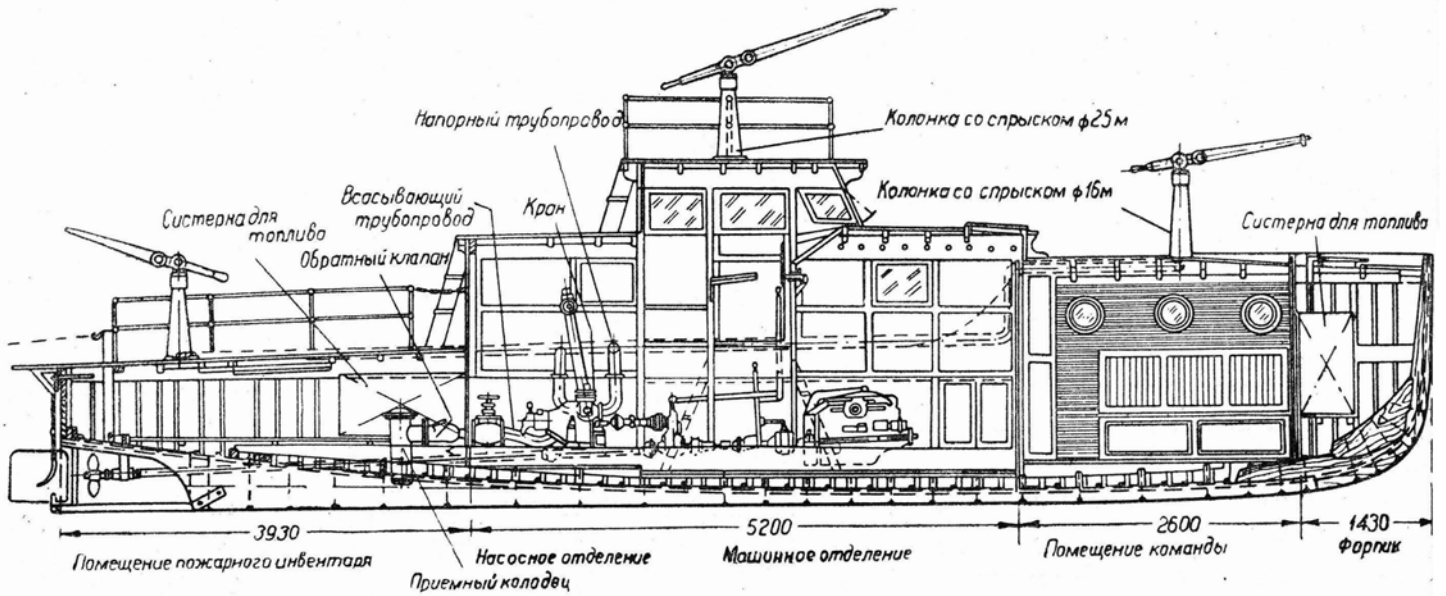 Напорный трубопровод
Колонка со спрыском ф25м
Всасывающий
трубопровод
Кран
Колонка со спрыском ф16м
Систерна для
топлива
Систерна для топлива
Обратный клапан
3930
5200
2600
1430
Помещение пожарного инвентаря
Насосное отделение
Машинное отделение
Помещение команды
Форпик
Приемный колодец